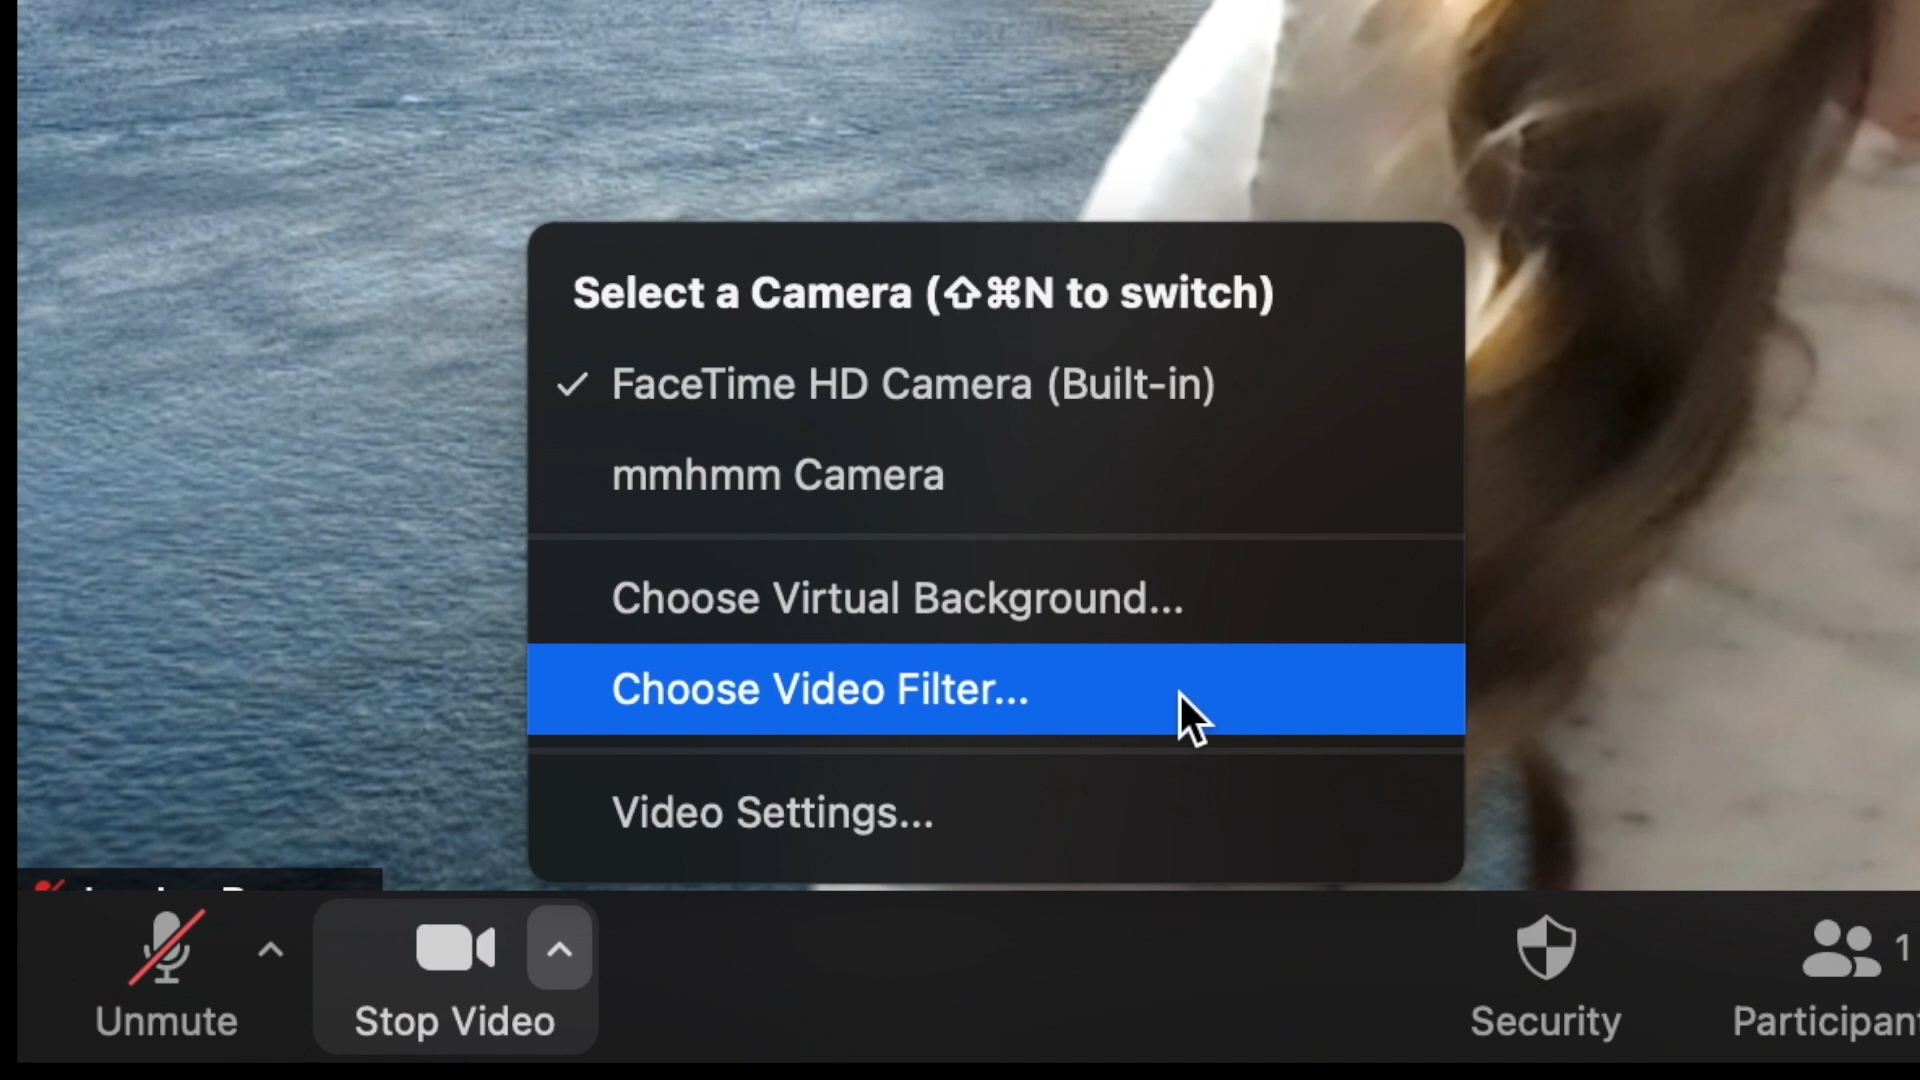 Select a Camera (⇧⌘N to switch)
✓ FaceTime HD Camera (Built-in)
mmhmm Camera
Choose Virtual Background...
Choose Video Filter...
Video Settings...
Unmute
Stop Video
Security
1
Participant